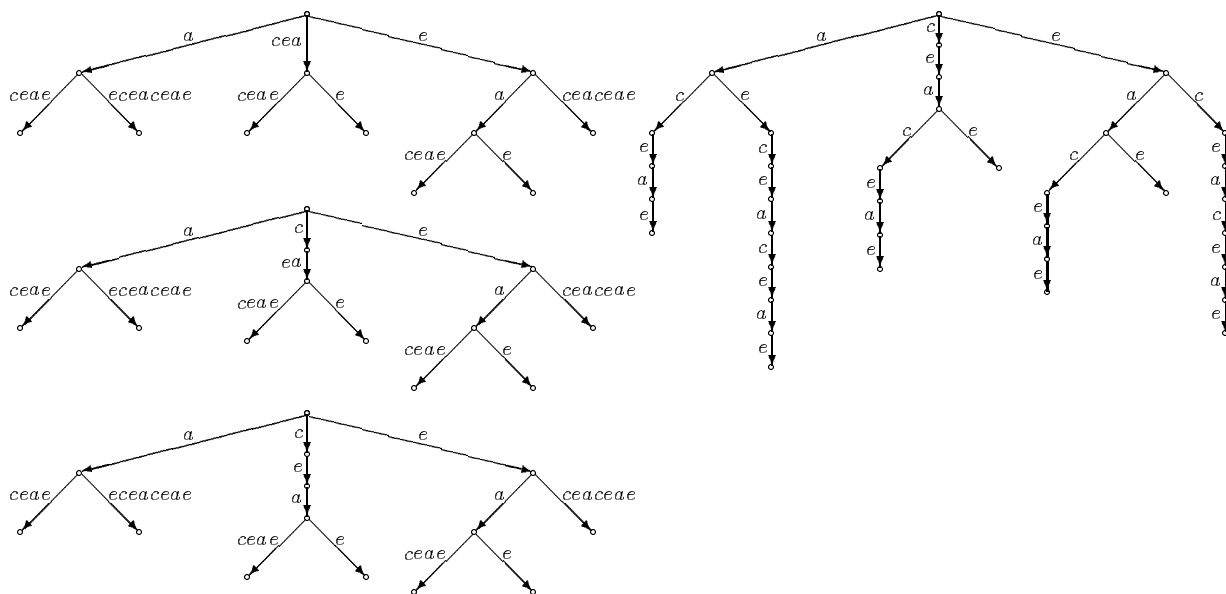 a cea e
ceae eceaceae ceae e a ceaceae
ceae e
a c e
ea
ceae eceaceae a ceaceae
ceae e
ceae e
a c e
e
ceae eceaceae a a ceaceae
ceae e ceae e
a c e
e
a
c e a c
c e
e c c e e
a e e a
e a a e c
c e a e
e e a
a e
e